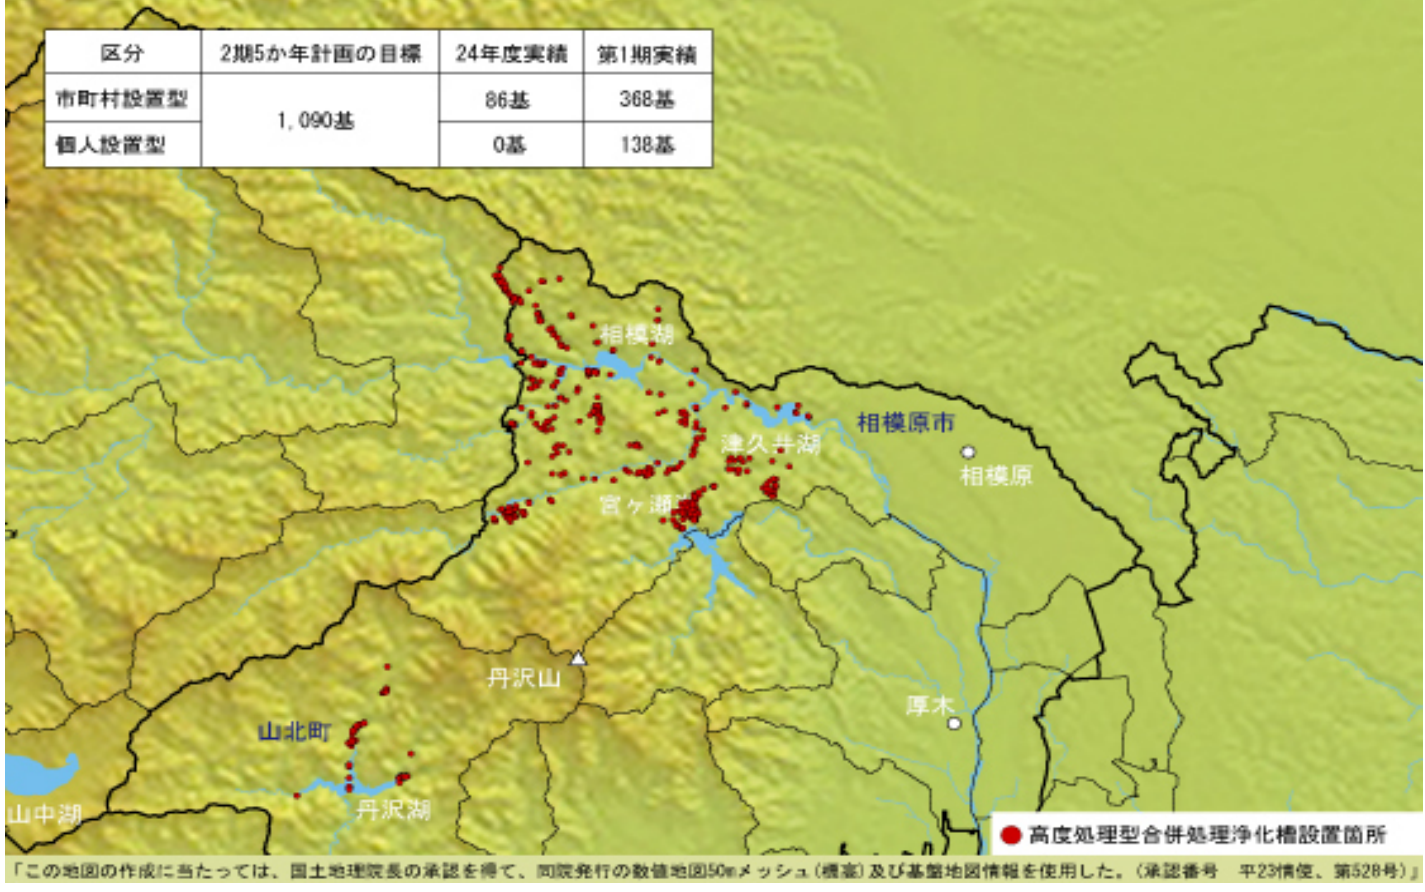 区分 2期5か年計画の目標 24年度実績 第1期実績
市町村設置型 1,090基 86基 368基
個人設置型 0基 138基
相模湖
相模原市
津久井湖
相模原
宮ヶ瀬
丹沢山
厚木
山北町
丹沢湖
山中湖
高度処理型合併処理浄化槽設置箇所
「この地図の作成に当たっては、国土地理院長の承認を得て、同院発行の数値地図50mメッシュ(標高)及び基盤地図情報を使用した。(承認番号 平23情使、第528号)」